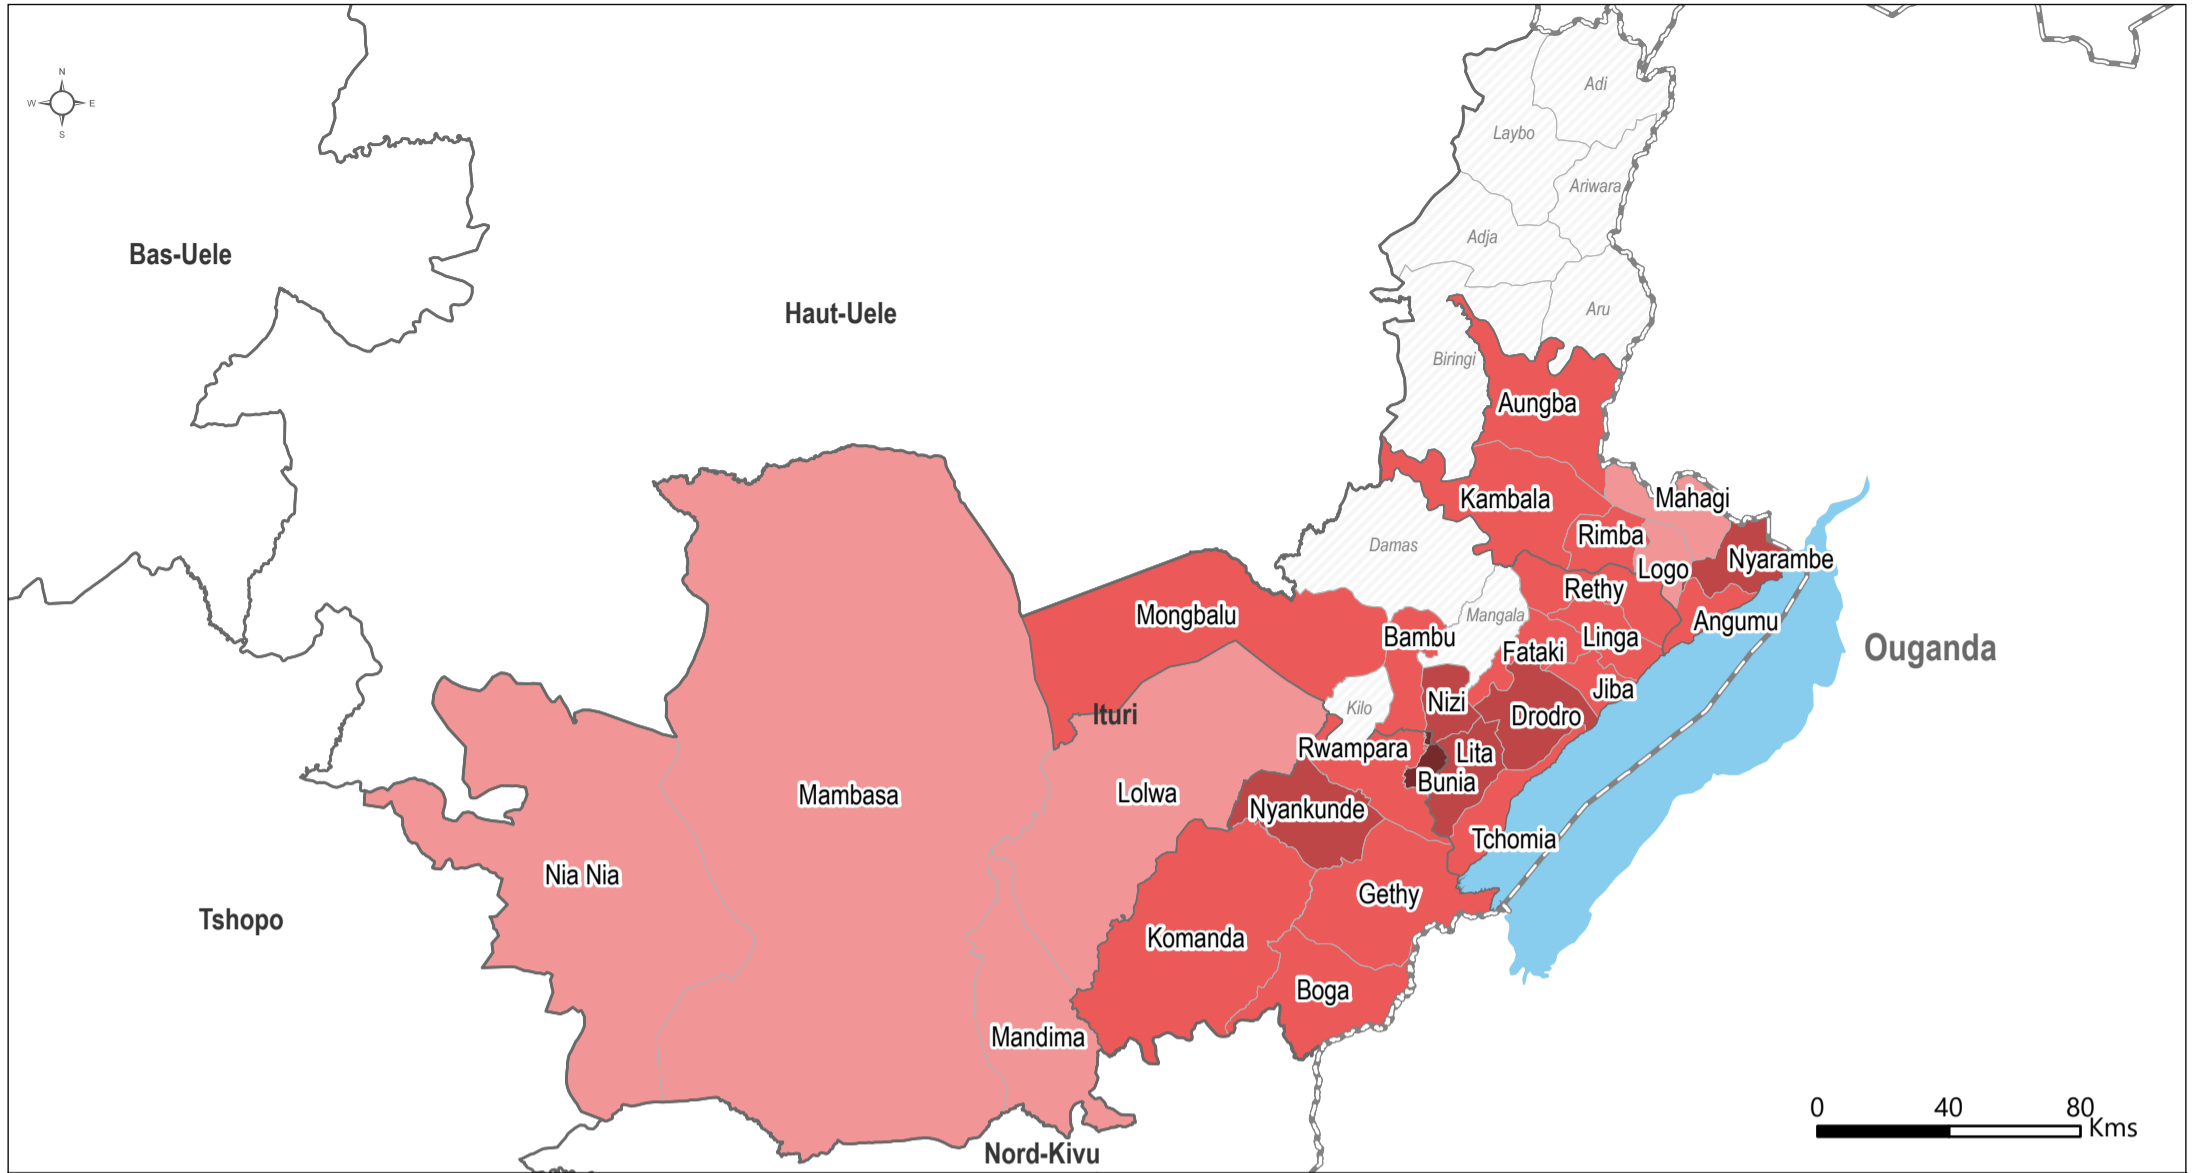 N
W
E
S
Adi
Laybo
Ariwara
Adja
Bas-Uele
Haut-Uele
Aru
Biringi
Aungba
Kambala
Mahagi
Rimba
Damas
Nyarambe
Logo
Rethy
Mongbalu
Mangala
Angumu
Bambu
Linga
Fataki
Ouganda
Jiba
Nizi
Kilo
Ituri
Drodro
Rwampara
Lita
Bunia
Mambasa
Lolwa
Nyankunde
Tchomia
Nia Nia
Gethy
Tshopo
Komanda
Boga
Mandima
0 40 80
Kms
Nord-Kivu